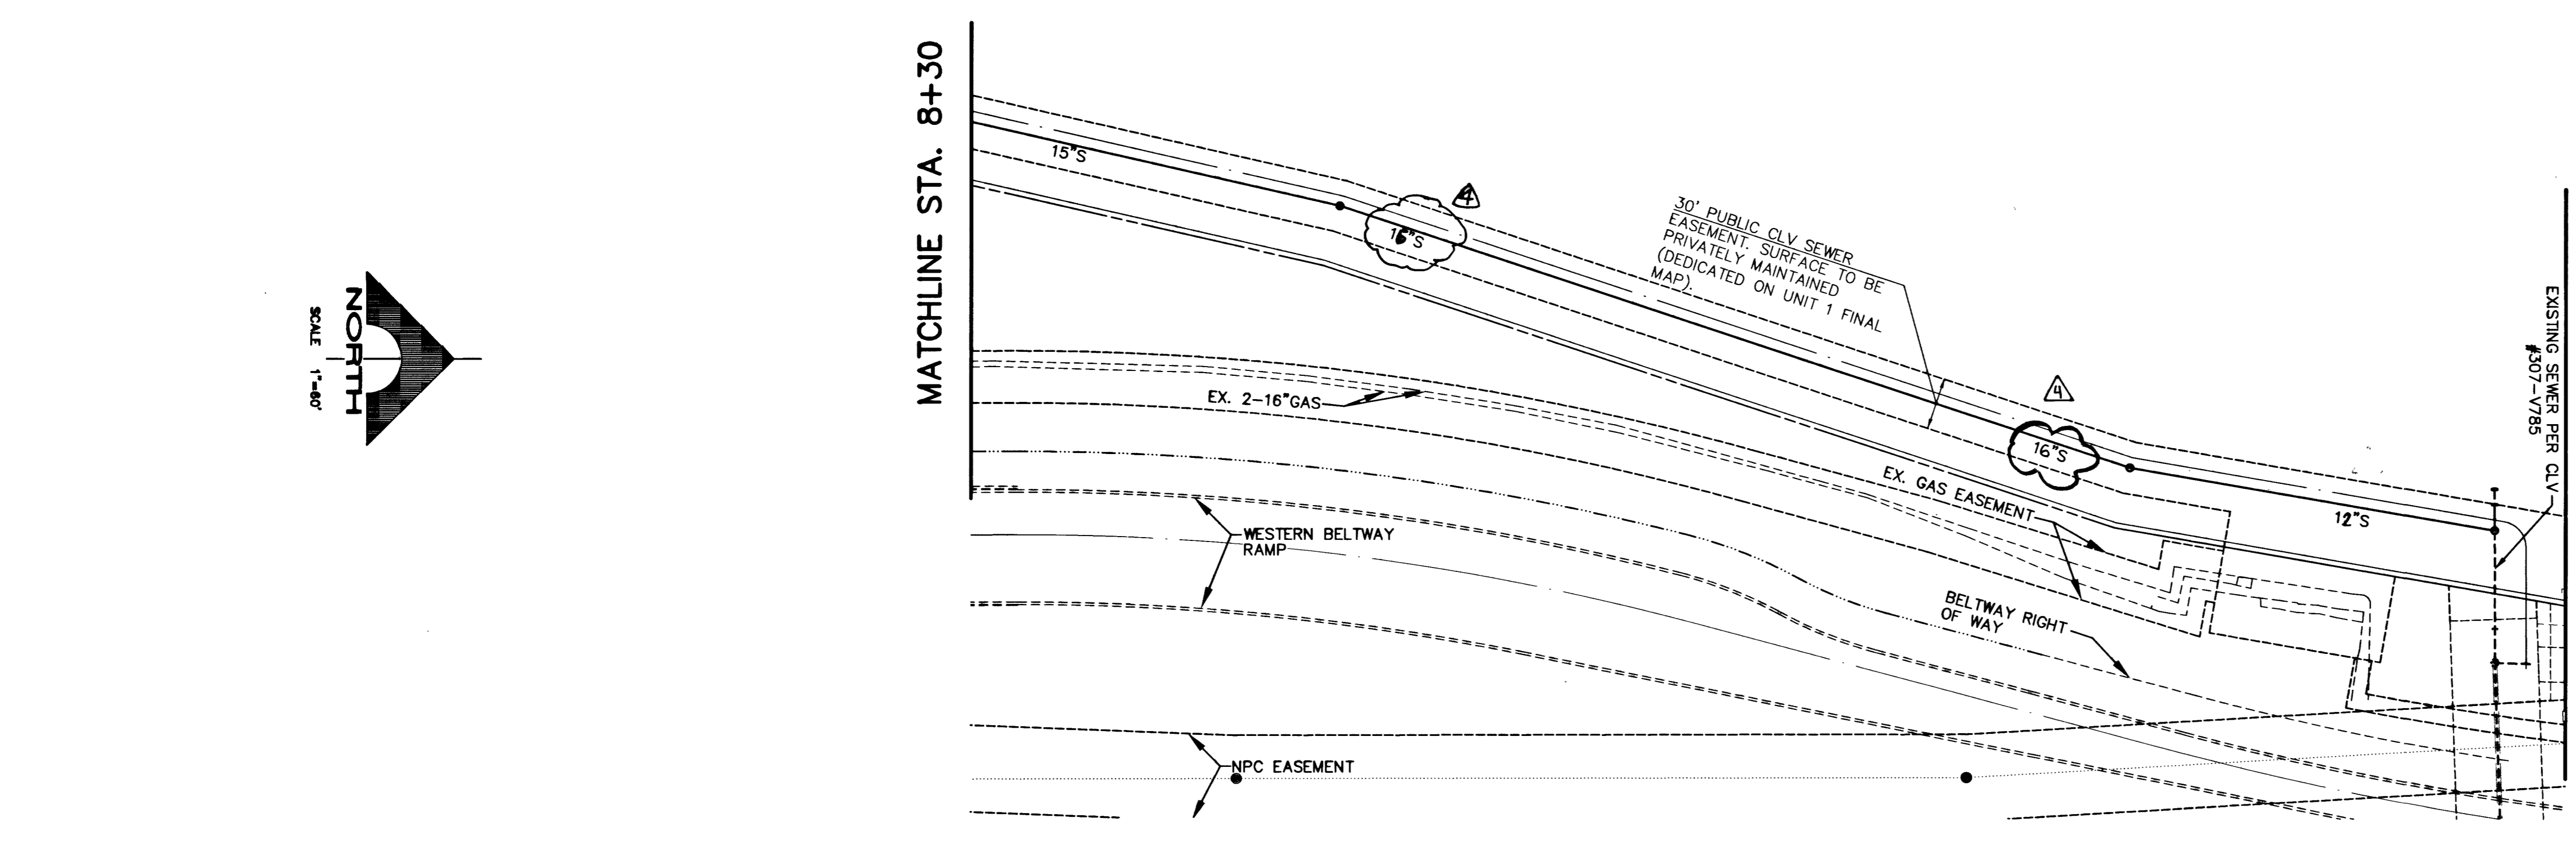 MATCHLINE STA. 8+30
NORTH
SCALE 1"=60'
15"S
4
"S
30' PUBLIC CLV SEWER
EASEMENT. SURFACE TO BE
PRIVATELY MAINTAINED
(DEDICATED ON UNIT 1 FINAL
MAP).
EXISTING SEWER PER CLV
#307-V785
4
EX. 2-16"GAS
16"S
EX. GAS EASEMENT
12"S
WESTERN BELTWAY
RAMP
BELTWAY RIGHT
OF WAY
NPC EASEMENT